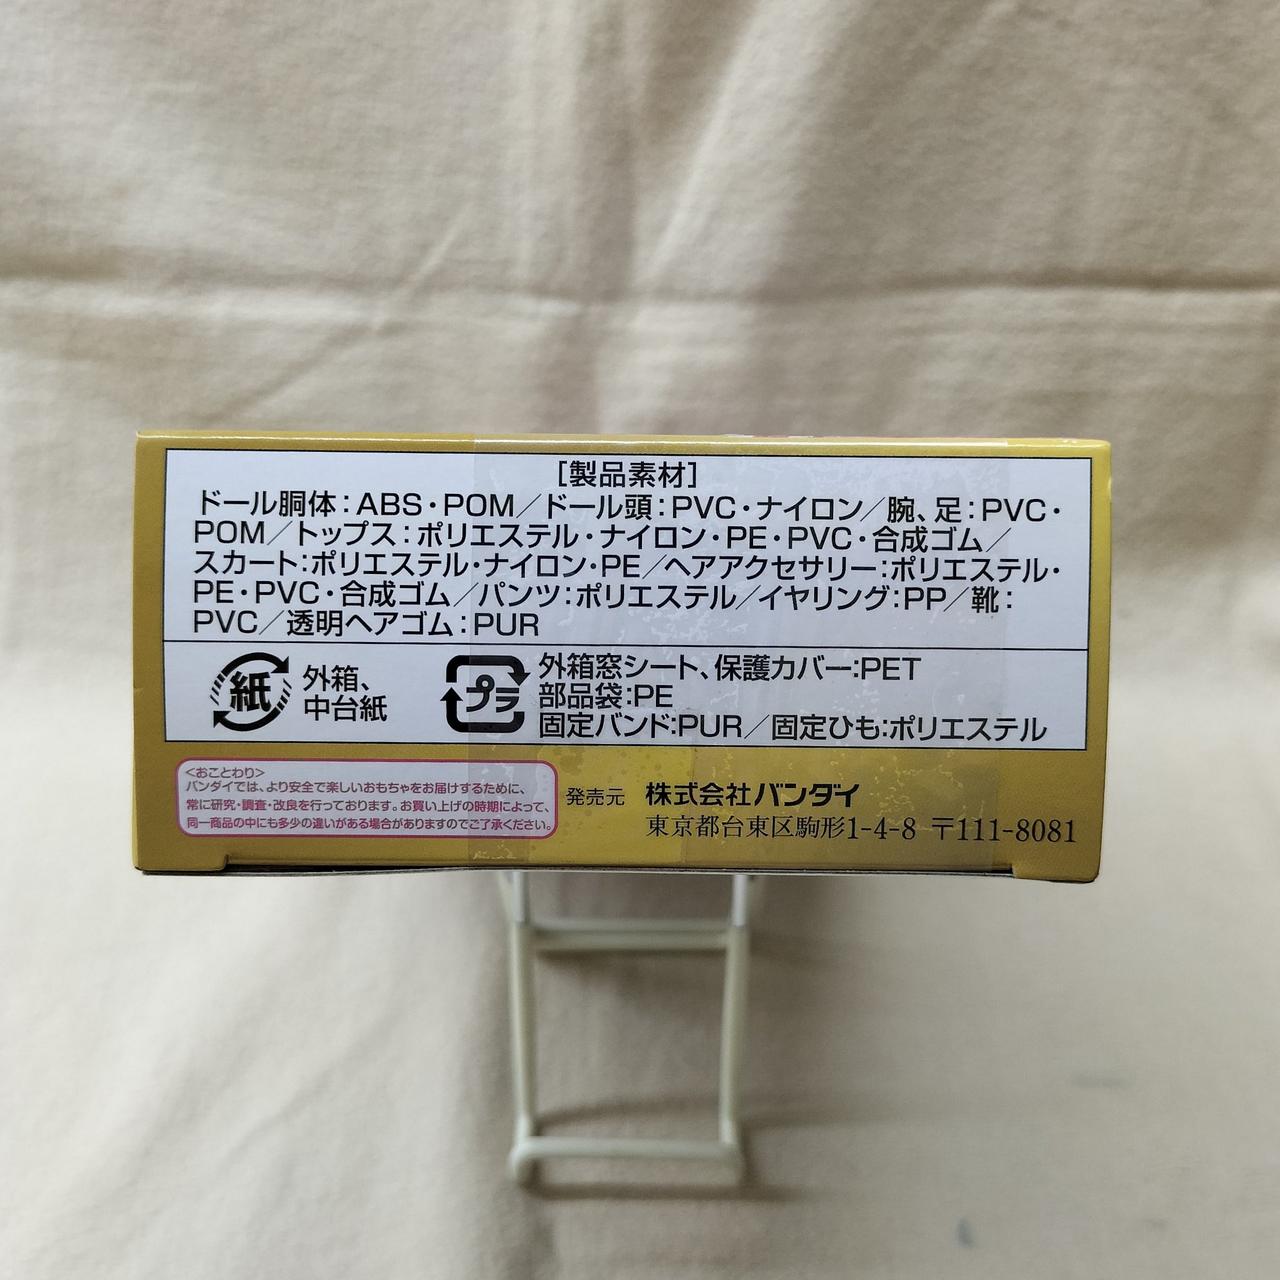 [製品素材]
ドール胴体：ABS・POM／ドール頭：PVC・ナイロン／腕、足：PVC・
POM／トップス：ポリエステル・ナイロン・PE・PVC・合成ゴム／
スカート：ポリエステル・ナイロン・PE／ヘアアクセサリー：ポリエステル・
PE・PVC・合成ゴム／パンツ：ポリエステル／イヤリング：PP／靴：
PVC／透明ヘアゴム：PUR
紙
外箱、
中台紙
プラ
外箱窓シート、保護カバー：PET
部品袋：PE
固定バンド：PUR／固定ひも：ポリエステル
＜おことわり＞
バンダイでは、より安全で楽しいおもちゃをお届けするために、
常に研究・調査・改良を行っております。お買い上げの時期によって、
同一商品の中にも多少の違いがある場合がありますのでご了承ください。
発売元 株式会社バンダイ
東京都台東区駒形1-4-8 〒111-8081